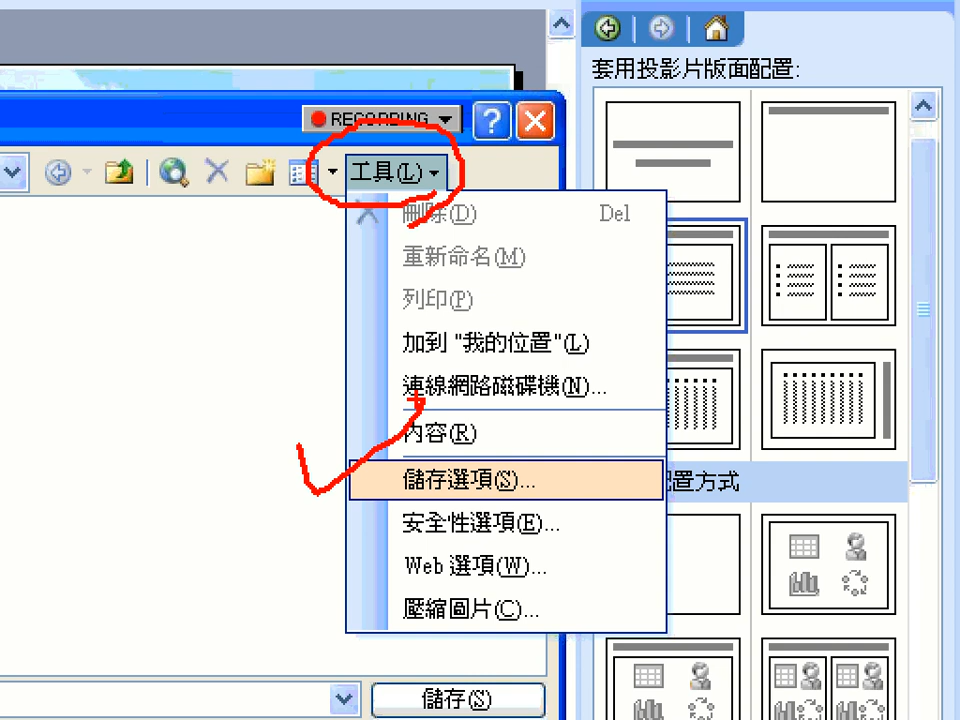 套用投影片版面配置:
RECORDING
工具(L)
刪除(D) Del
重新命名(M)
列印(P)
加到 "我的位置"(L)
連線網路磁碟機(N)...
內容(R)
儲存選項(S)...
配置方式
安全性選項(E)...
Web 選項(W)...
壓縮圖片(C)...
儲存(S)